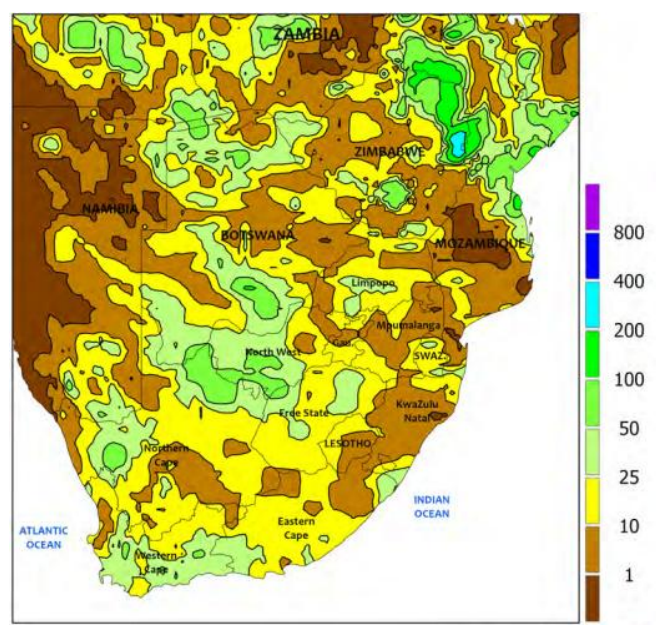 ZAMBIA
ZIMBABWE
NAMIBIA
BOTSWANA
MOZAMBIQUE
Limpopo
Mpumalanga
Gau.
North West
SWAZ.
KwaZulu
Natal
Free State
LESOTHO
Northern
Cape
Eastern
Cape
Western
Cape
ATLANTIC
OCEAN
INDIAN
OCEAN
800
400
200
100
50
25
10
1